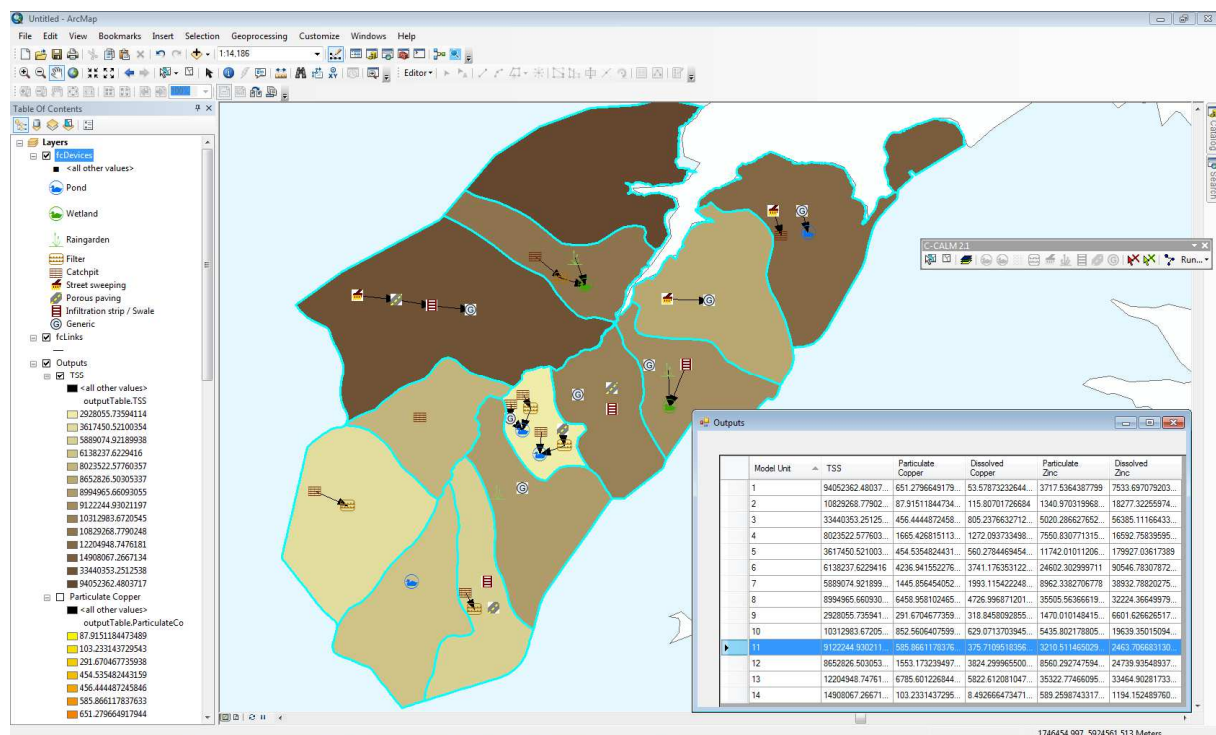 Untitled - ArcMap
File Edit View Bookmarks Insert Selection Geoprocessing Customize Windows Help
1:14,186
Editor
100%
Table Of Contents
Layers
fcDevices
<all other values>
Pond
Wetland
Raingarden
Filter
Catchpit
Street sweeping
Porous paving
Infiltration strip / Swale
Generic
fcLinks
Outputs
TSS
<all other values>
outputTable.TSS
2928055.73594114
3617450.52100354
5889074.92189938
6138237.6229416
8023522.57760357
8652826.50305337
8994965.66093055
9122244.93021197
10312983.6720545
10829268.7790248
12204948.7476181
14908067.2667134
33440353.2512538
94052362.4803717
Particulate Copper
<all other values>
outputTable.ParticulateCo
87.9151184473489
103.233143729543
291.670467735938
454.535482443159
456.444487245846
585.866117837633
651.279664917944
Catalog
Search
C-CALM 2.1
Run...
Outputs
Model Unit TSS Particulate Copper Dissolved Copper Particulate Zinc Dissolved Zinc
1 94052362.48037... 651.2796649179... 53.57873232644... 3717.5364387799 7533.697079203...
2 10829268.77902... 87.91511844734... 115.80701726684 1340.970319968... 18277.32255974...
3 33440353.25125... 456.4444872458... 805.2376632712... 5020.286627652... 56385.11166433...
4 8023522.577603... 1665.426815113... 1272.093733498... 7550.830771315... 16592.75839595...
5 3617450.521003... 454.5354824431... 560.2784469454... 11742.01011206... 179927.03617389
6 6138237.6229416 4236.941552276... 3741.176353122... 24602.302999711 90546.78307872...
7 5889074.921899... 1445.856454052... 1993.115422248... 8962.3382706778 38932.78820275...
8 8994965.660930... 6458.958102465... 4726.996871201... 35505.56366619... 32224.36649979...
9 2928055.735941... 291.6704677359... 318.8458092855... 1470.010148415... 6601.626626517...
10 10312983.67205... 852.5606407599... 629.0713703945... 5435.802178805... 19639.35015094...
11 9122244.930211... 585.8661178376... 375.7109518356... 3210.511465029... 2463.706683130...
12 8652826.503053... 1553.173239497... 3824.299965500... 8560.292747594... 24739.93548937...
13 12204948.74761... 6785.601226844... 5822.612081047... 35322.77466095... 33464.90281733...
14 14908067.26671... 103.2331437295... 8.492666473471... 589.2598743317... 1194.152489760...
1746454.997 5924561.513 Meters